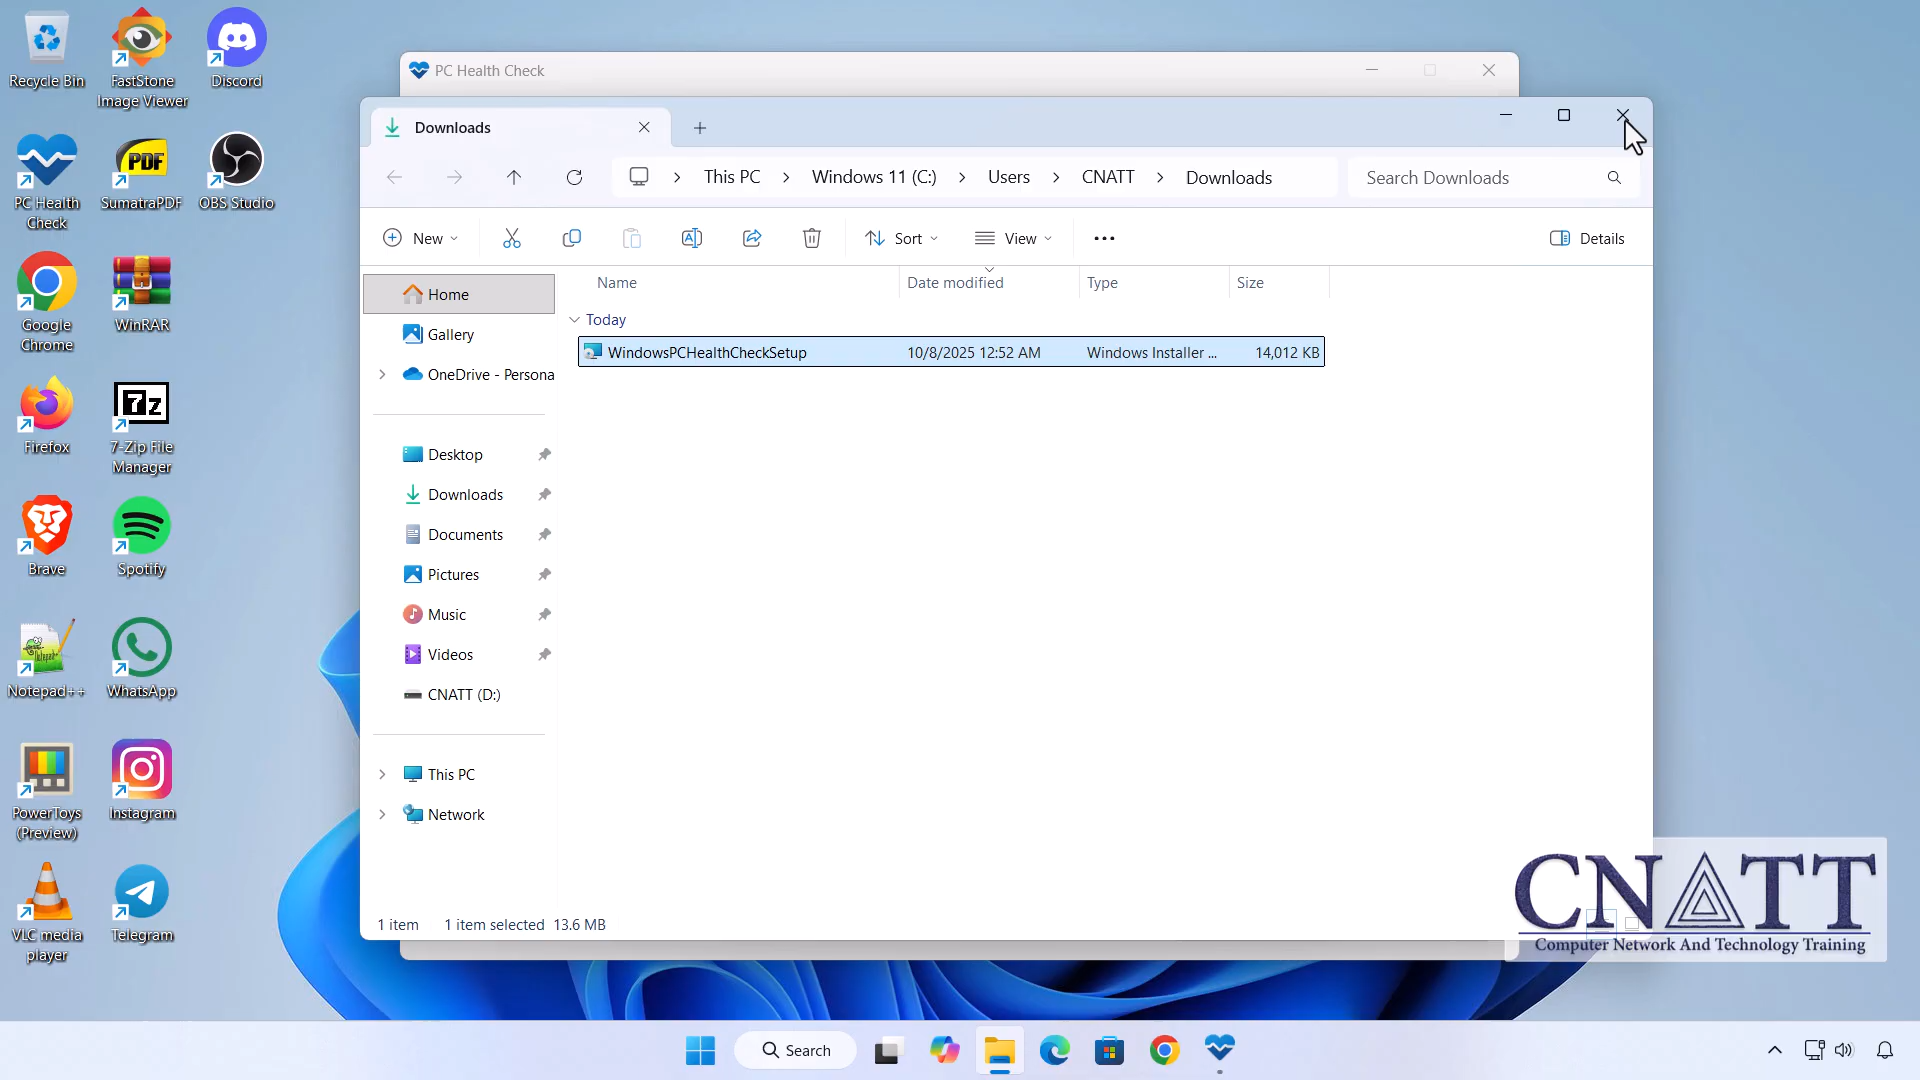 Recycle Bin
FastStone
Image Viewer
Discord
PC Health
Check
PDF
SumatraPDF
OBS Studio
Google
Chrome
WinRAR
Firefox
7z
7-Zip File
Manager
Brave
Spotify
Notepad++
WhatsApp
PowerToys
(Preview)
Instagram
VLC media
player
Telegram
PC Health Check
Downloads
This PC
Windows 11 (C:)
Users
CNATT
Downloads
Search Downloads
New
Sort
View
Details
Home
Gallery
OneDrive - Persona
Desktop
Downloads
Documents
Pictures
Music
Videos
CNATT (D:)
This PC
Network
Name
Date modified
Type
Size
Today
WindowsPCHealthCheckSetup
10/8/2025 12:52 AM
Windows Installer ...
14,012 KB
1 item
1 item selected
13.6 MB
CNATT
Computer Network And Technology Training
Search